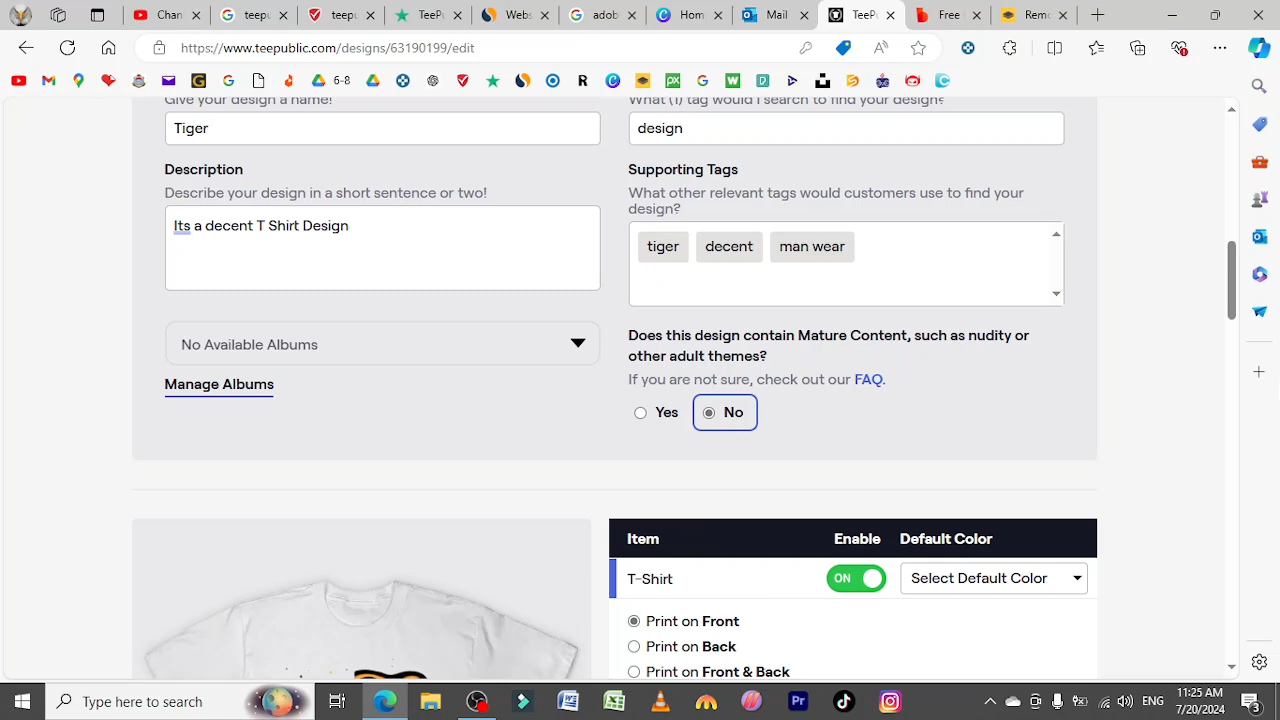 Chan
teepu
teepu
TeeP
Webs
adob
Hom
Mail
TeeP
Free
Remo
https://www.teepublic.com/designs/63190199/edit
6-8
Give your design a name!
What (1) tag would I search to find your design?
Tiger
design
Description
Supporting Tags
Describe your design in a short sentence or two!
What other relevant tags would customers use to find your
design?
Its a decent T Shirt Design
tiger decent man wear
Does this design contain Mature Content, such as nudity or
other adult themes?
No Available Albums
If you are not sure, check out our FAQ.
Manage Albums
Yes No
Item Enable Default Color
T-Shirt ON Select Default Color
Print on Front
Print on Back
Print on Front & Back
Type here to search
ENG
11:25 AM
7/20/2024
3